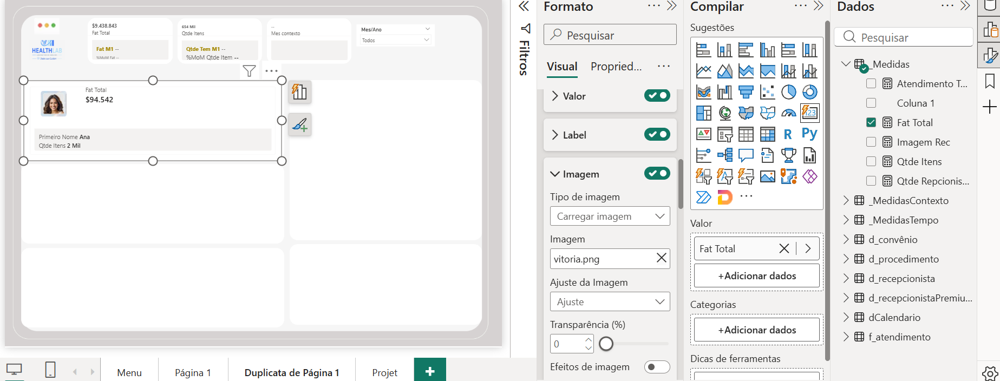 HEALTHLAB
$9.438.843
Fat Total
Fat M1 --
%MoM Fat --
654 Mil
Qtde Itens
Qtde Tem M1 --
%MoM Qtde Item --
--
Mes contexto
Mes/Ano
Todos
Fat Total
$94.542
Primeiro Nome Ana
Qtde Itens 2 Mil
Menu
Página 1
Duplicata de Página 1
Projet
Filtros
Formato
Pesquisar
Visual
Propried...
Valor
Label
Imagem
Tipo de imagem
Carregar imagem
Imagem
vitoria.png
Ajuste da Imagem
Ajuste
Transparência (%)
0
Efeitos de imagem
Compilar
Sugestões
123
R
Py
Valor
Fat Total
+Adicionar dados
Categorias
+Adicionar dados
Dicas de ferramentas
Dados
Pesquisar
_Medidas
Atendimento T...
Coluna 1
Fat Total
Imagem Rec
Qtde Itens
Qtde Repcionis...
_MedidasContexto
_MedidasTempo
d_convênio
d_procedimento
d_recepcionista
d_recepcionistaPremiu...
dCalendario
f_atendimento